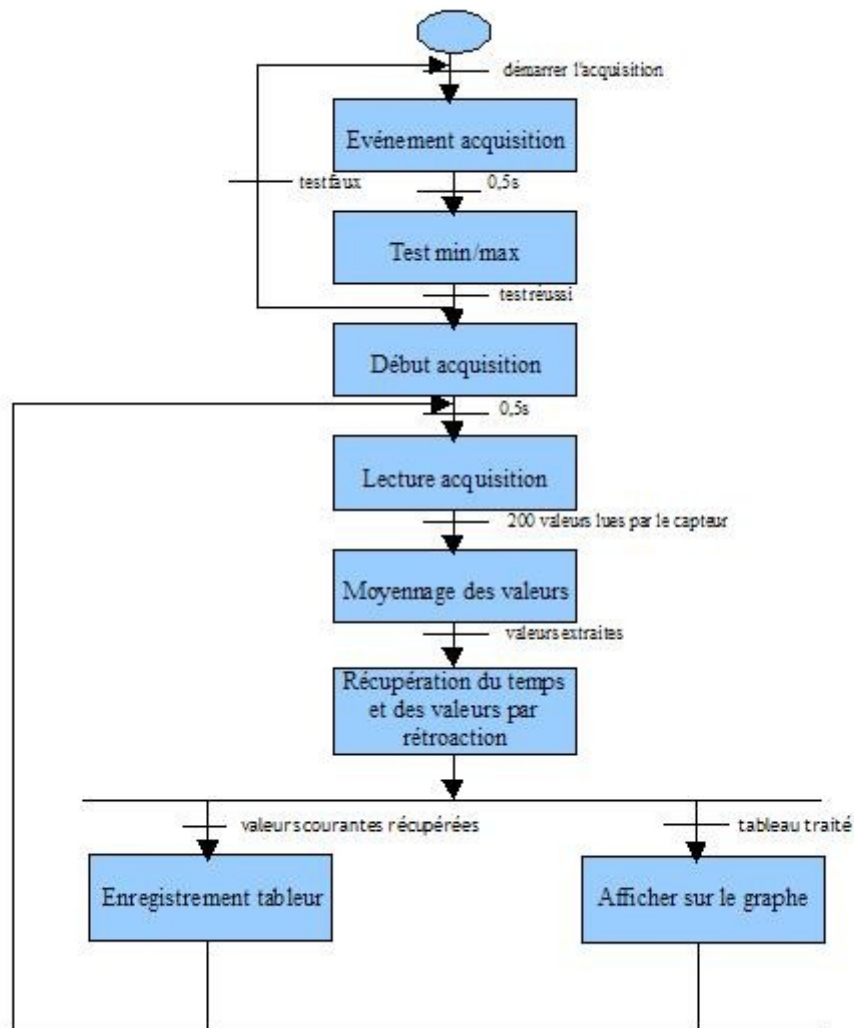 démarrer l'acquisition
Evénement acquisition
test faux
0,5s
Test min/max
test réussi
Début acquisition
0,5s
Lecture acquisition
200 valeurs lues par le capteur
Moyennage des valeurs
valeurs extraites
Récupération du temps
et des valeurs par
rétroaction
valeurs courantes récupérées
tableau traité
Enregistrement tableur
Afficher sur le graphe